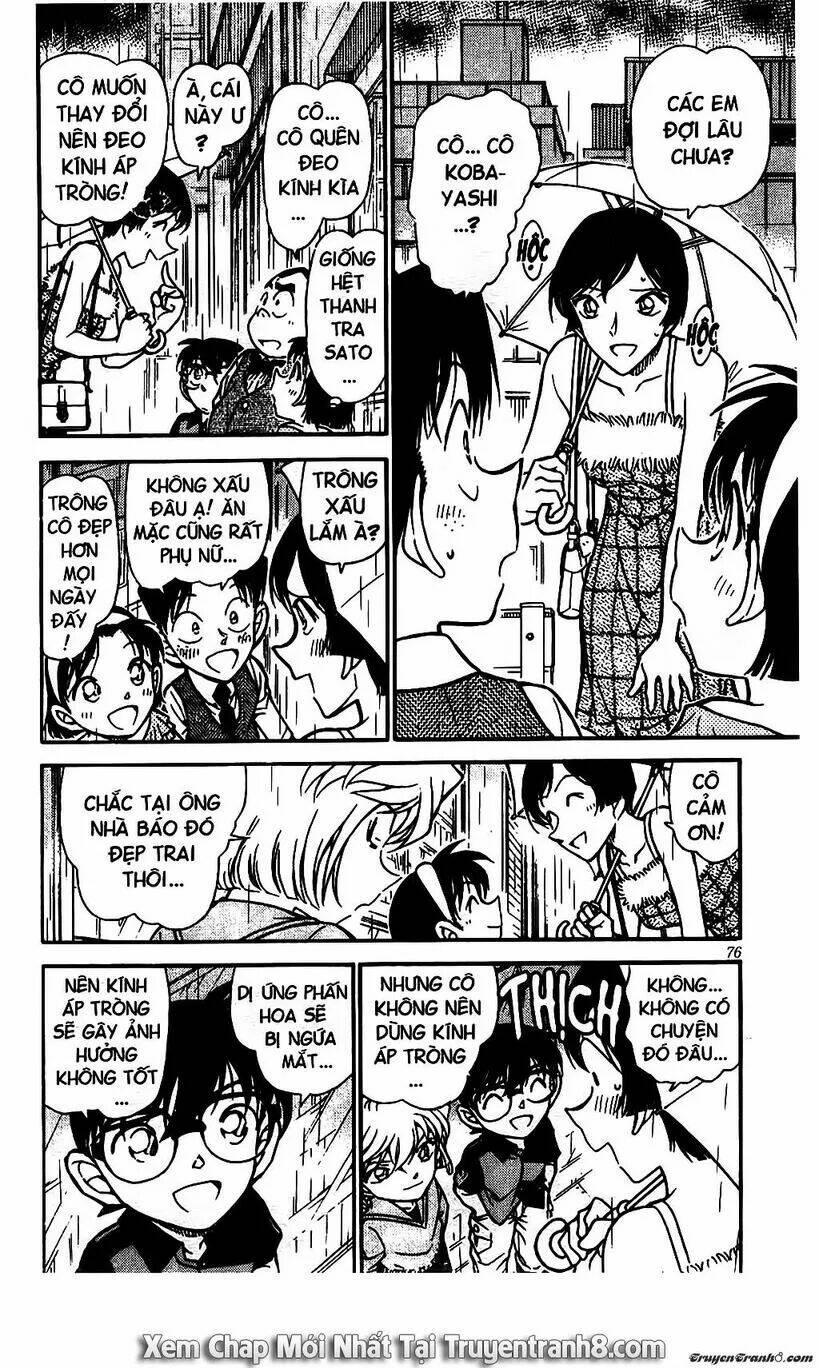 CÁC EM
ĐỢI LÂU
CHƯA?
CÔ... CÔ
KOBA-
YASHI
...?
HỘC
HỘC
CÔ...
CÔ QUÊN
ĐEO
KÍNH KÌA
...
À, CÁI
NÀY Ư
?
CÔ MUỐN
THAY ĐỔI
NÊN ĐEO
KÍNH ÁP
TRÒNG!
GIỐNG
HỆT
THANH
TRA
SATO
...
TRÔNG
XẤU
LẮM À?
KHÔNG XẤU
ĐÂU Ạ! ĂN
MẶC CŨNG RẤT
PHỤ NỮ...
TRÔNG
CÔ ĐẸP
HƠN
MỌI
NGÀY
ĐẤY
!
CÔ
CẢM
ƠN!
CHẮC TẠI ÔNG
NHÀ BÁO ĐÓ
ĐẸP TRAI
THÔI...
76
KHÔNG...
KHÔNG CÓ
CHUYỆN
ĐÓ ĐÂU...
THỊCH
NHƯNG CÔ
KHÔNG NÊN
DÙNG KÍNH
ÁP TRÒNG
...
DỊ ỨNG PHẤN
HOA SẼ
BỊ NGỨA
MẮT...
NÊN KÍNH
ÁP TRÒNG
SẼ GÂY ẢNH
HƯỞNG
KHÔNG TỐT
...
Xem Chap Mới Nhất Tại Truyentranh8.com
TruyenTranh8.com